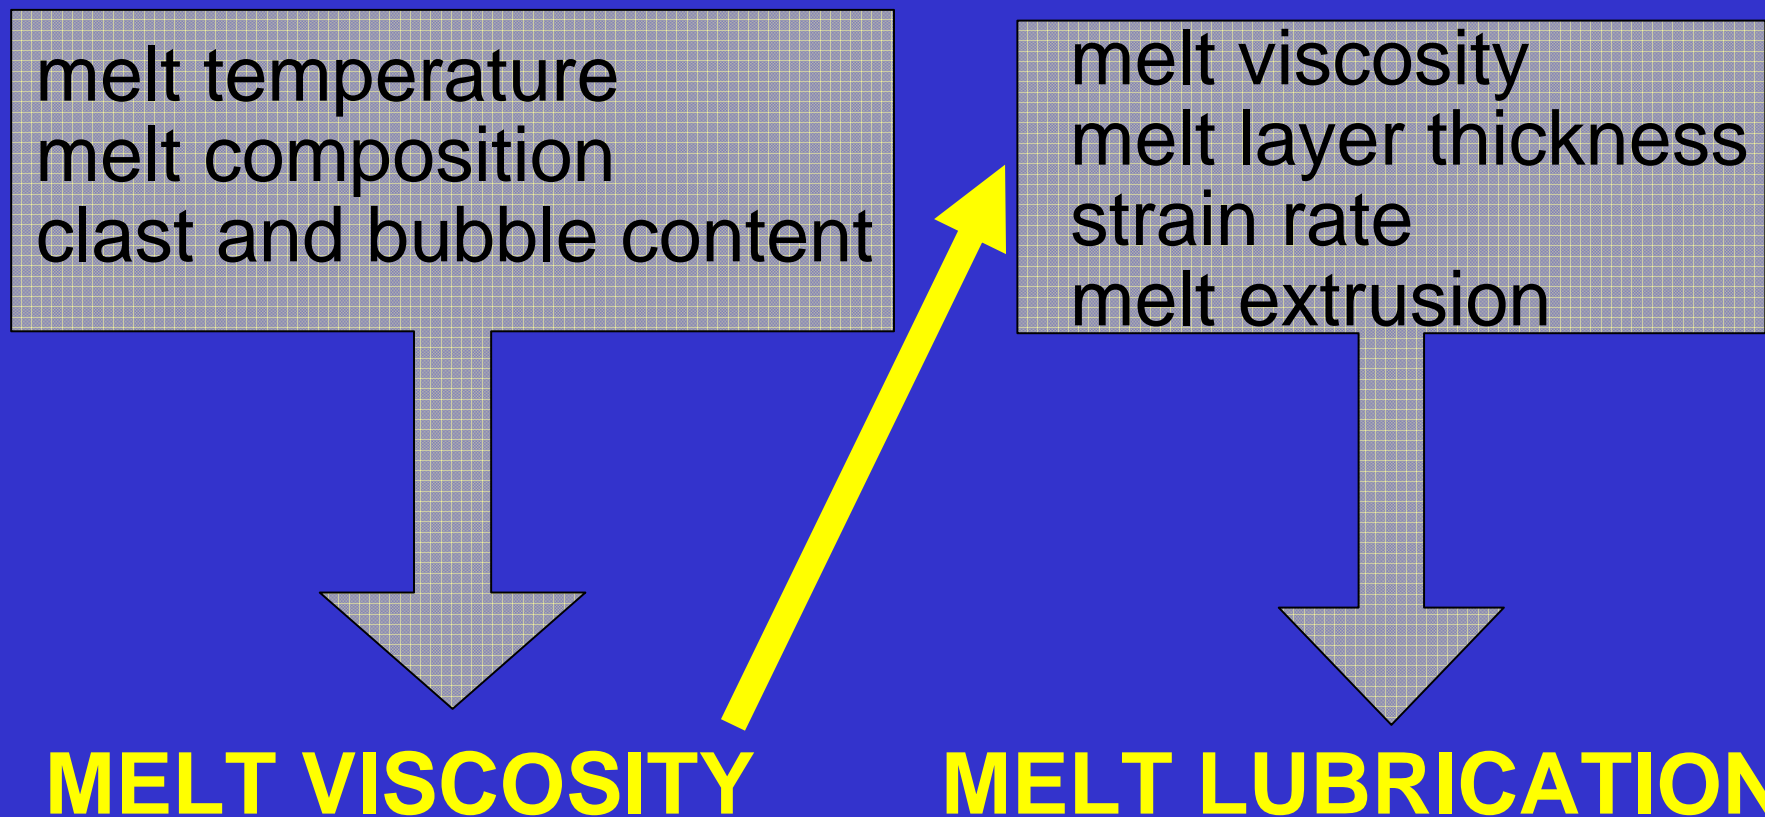 melt temperature
melt composition
clast and bubble content
melt viscosity
melt layer thickness
strain rate
melt extrusion
MELT VISCOSITY
MELT LUBRICATION